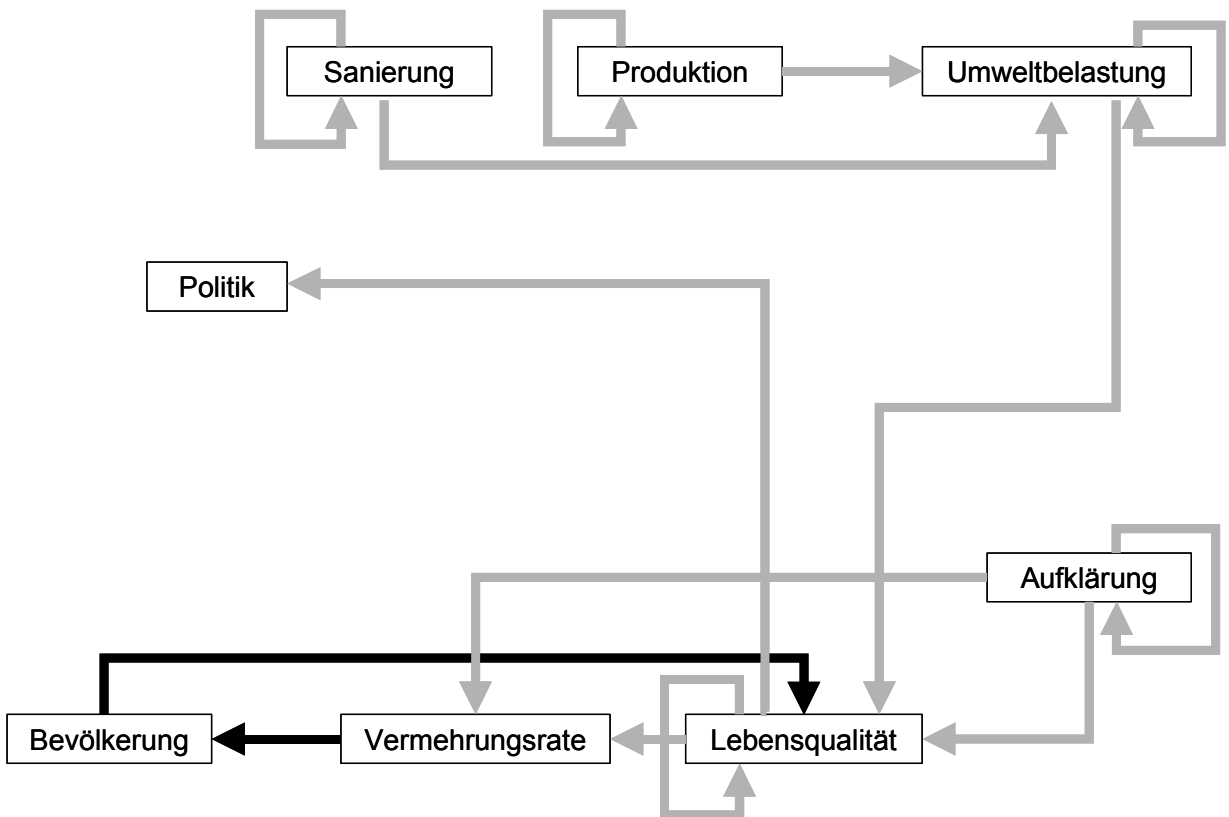 Sanierung
Produktion
Umweltbelastung
Politik
Aufklärung
Bevölkerung
Vermehrungsrate
Lebensqualität